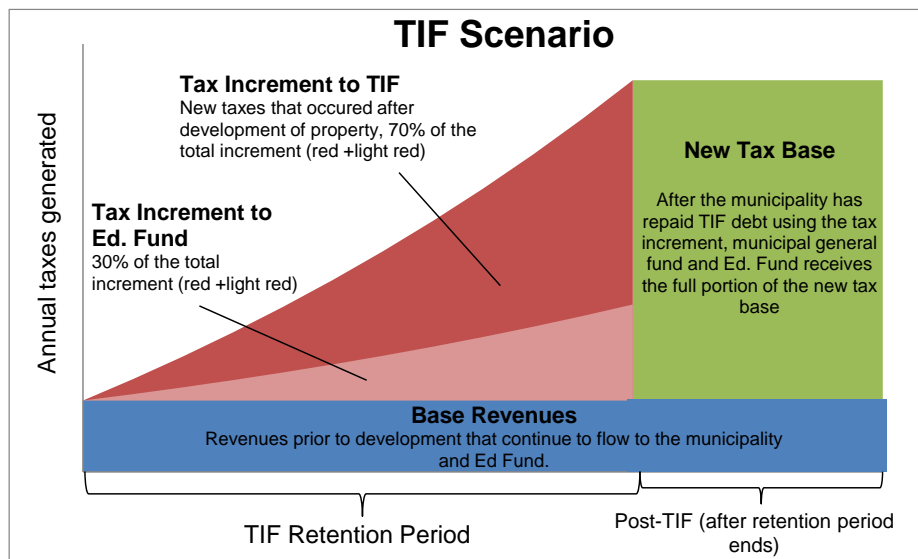 TIF Scenario
Annual taxes generated
Tax Increment to TIF
New taxes that occured after
development of property, 70% of the
total increment (red +light red)
Tax Increment to
Ed. Fund
30% of the total
increment (red +light red)
New Tax Base
After the municipality has
repaid TIF debt using the tax
increment, municipal general
fund and Ed. Fund receives
the full portion of the new tax
base
Base Revenues
Revenues prior to development that continue to flow to the municipality
and Ed Fund.
TIF Retention Period
Post-TIF (after retention period
ends)